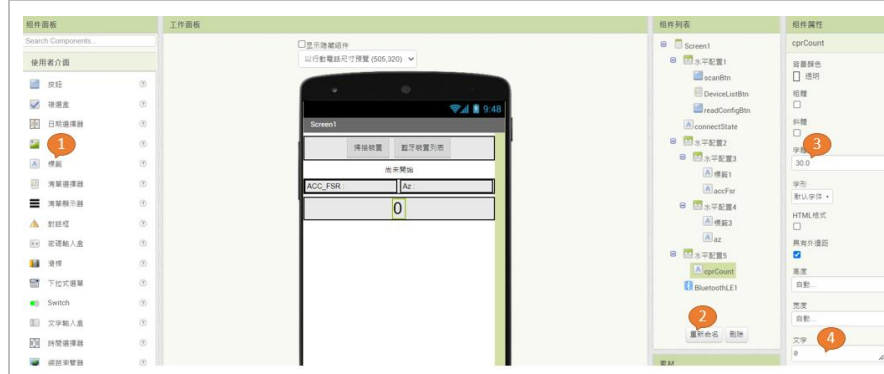 組件面板
工作面板
組件列表
組件屬性
Search Components...
使用者介面
按鈕
複選盒
日期選擇器
1
標籤
清單選擇器
清單顯示器
對話框
密碼輸入盒
滑桿
下拉式選單
Switch
文字輸入盒
時間選擇器
網路瀏覽器
顯示隱藏組件
以行動電話尺寸預覽 (505,320)
9:48
Screen1
掃描裝置
藍牙裝置列表
尚未開始
ACC_FSR :
Az
0
Screen1
水平配置1
scanBtn
DeviceListBtn
readConfigBtn
connectState
水平配置2
水平配置3
標籤1
accFsr
水平配置4
標籤3
az
水平配置5
cprCount
BluetoothLE1
2
重新命名
刪除
素材
cprCount
背景顏色
透明
粗體
斜體
3
30.0
字形
默认字体
HTML格式
具有外邊距
高度
自動...
寬度
自動...
文字
4
0